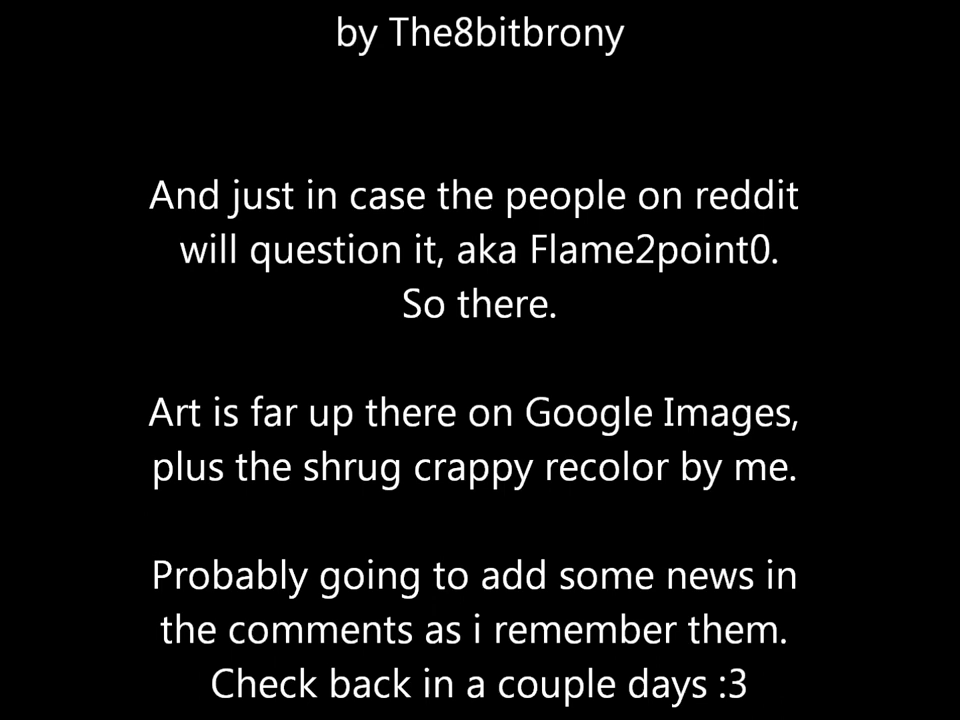 by The8bitbrony
And just in case the people on reddit
will question it, aka Flame2point0.
So there.
Art is far up there on Google Images,
plus the shrug crappy recolor by me.
Probably going to add some news in
the comments as i remember them.
Check back in a couple days :3